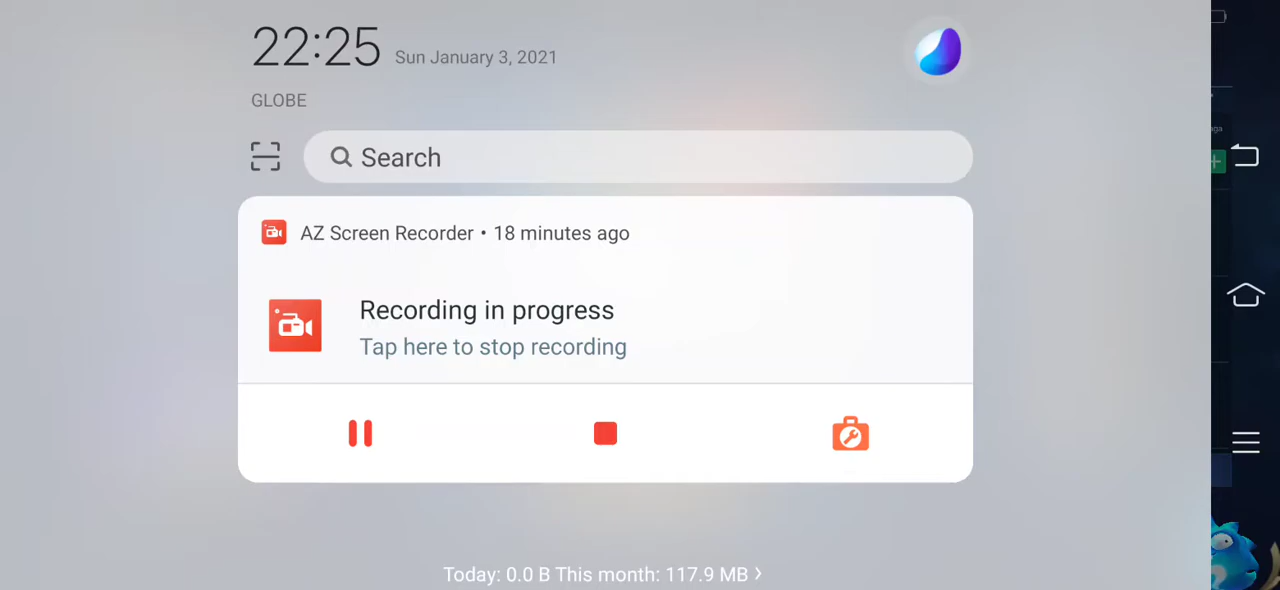 22:25 Sun January 3, 2021
GLOBE
Search
AZ Screen Recorder • 18 minutes ago
Recording in progress
Tap here to stop recording
Today: 0.0 B This month: 117.9 MB >